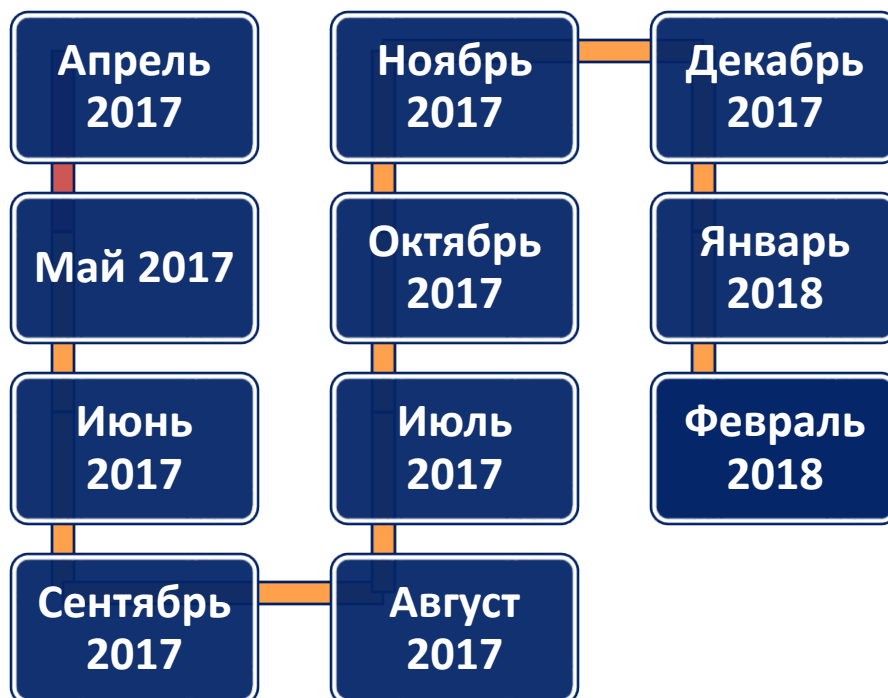 Апрель
2017
Май 2017
Июнь
2017
Сентябрь
2017
Август
2017
Июль
2017
Октябрь
2017
Ноябрь
2017
Декабрь
2017
Январь
2018
Февраль
2018